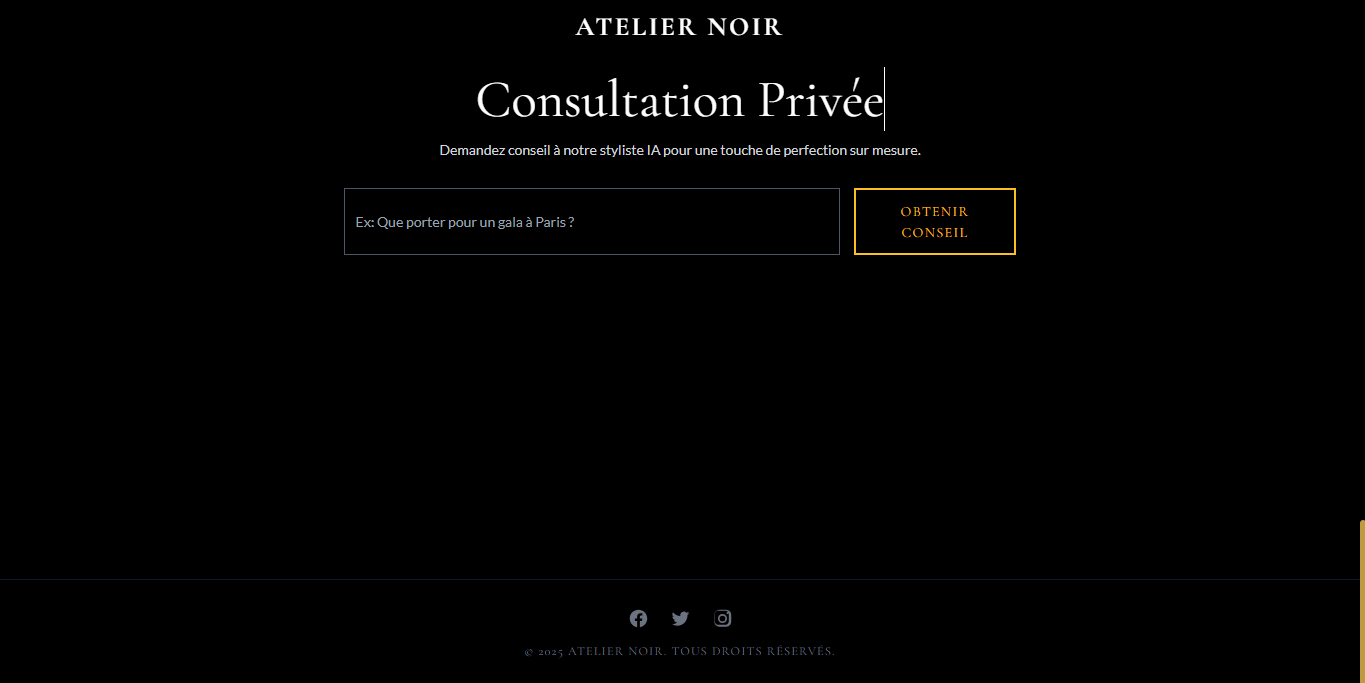 ATELIER NOIR
Consultation Privée
Demandez conseil à notre styliste IA pour une touche de perfection sur mesure.
Ex: Que porter pour un gala à Paris ?
OBTENIR
CONSEIL
© 2025 ATELIER NOIR. TOUS DROITS RÉSERVÉS.